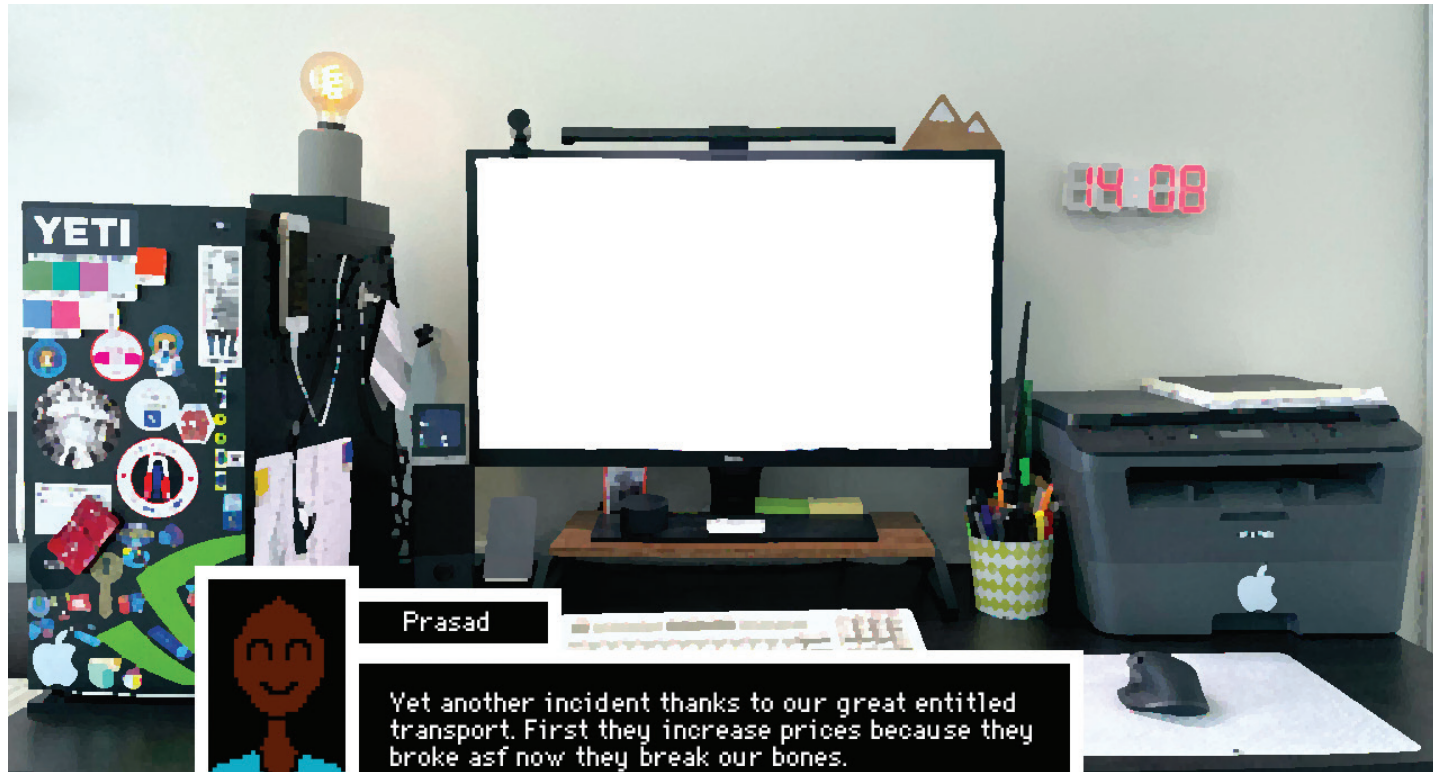 YETI
14:08
Prasad
Yet another incident thanks to our great entitled
transport. First they increase prices because they
broke asf now they break our bones.